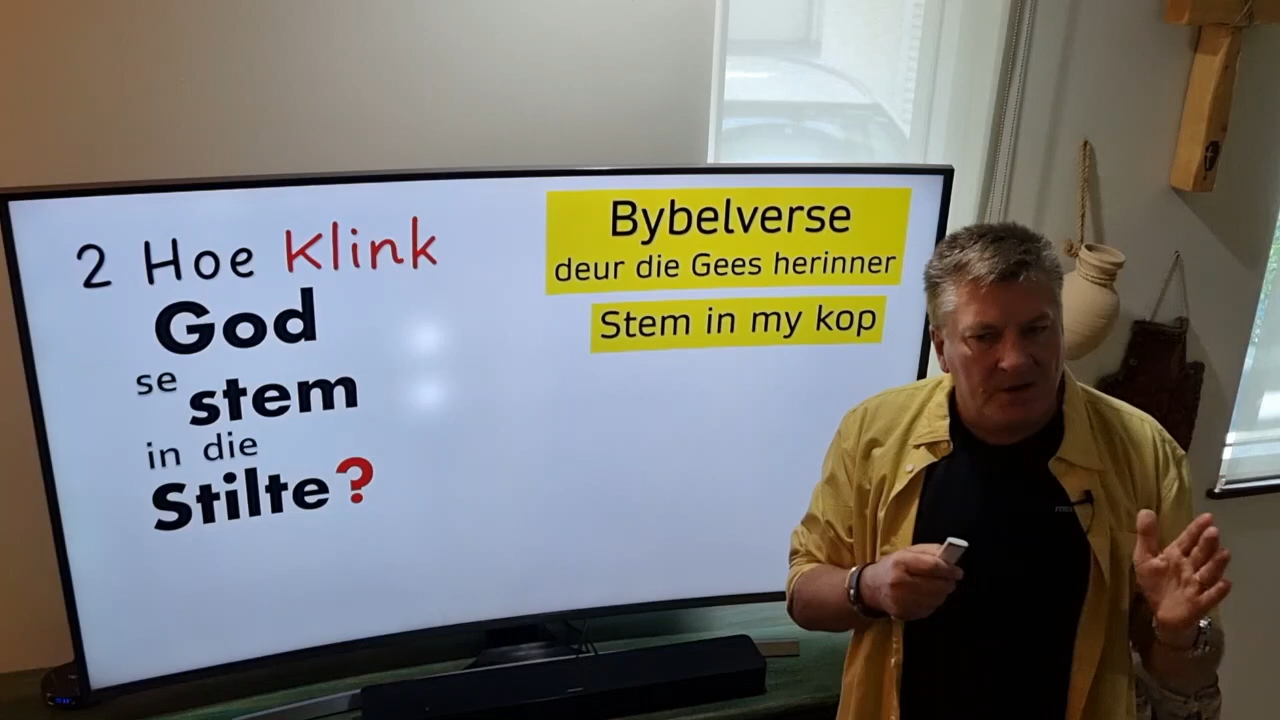 2 Hoe Klink
God
se stem
in die
Stilte?
Bybelverse
deur die Gees herinner
Stem in my kop